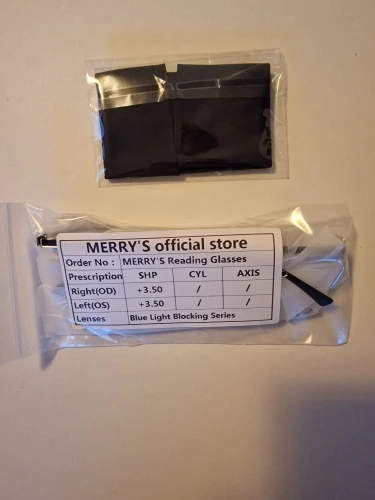 MERRY'S official store
Order No : MERRY'S Reading Glasses
Prescription SHP CYL AXIS
Right(OD) +3.50 / /
Left(OS) +3.50 / /
Lenses Blue Light Blocking Series